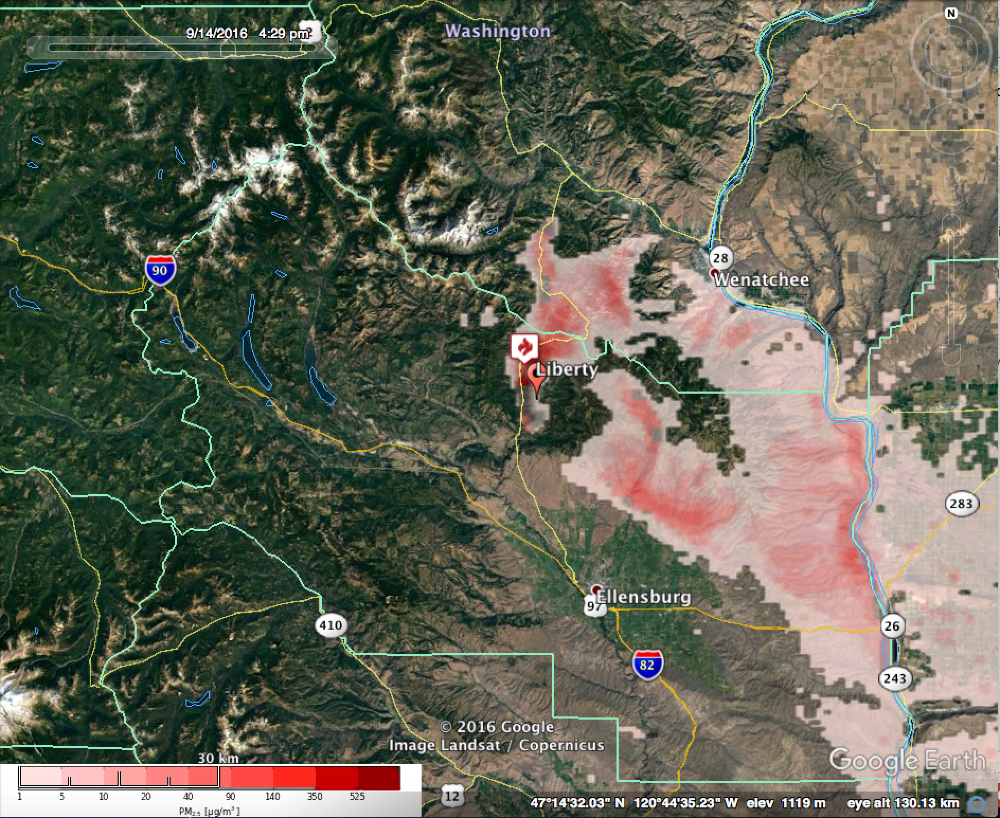 N
9/14/2016 4:29 pm
Washington
90
28
Wenatchee
Liberty
283
Ellensburg
97
410
26
82
243
© 2016 Google
Image Landsat / Copernicus
30 km
Google Earth
1 5 10 20 40 90 140 350 525
PM2.5 [µg/m³]
12
47°14'32.03" N 120°44'35.23" W elev 1119 m eye alt 130.13 km